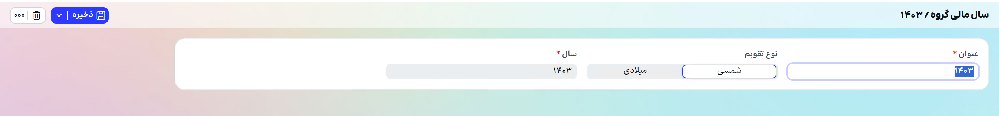 سال مالی گروه / ۱۴۰۳
ذخیره
عنوان *
نوع تقویم
سال *
۱۴۰۳
شمسی
میلادی
۱۴۰۳